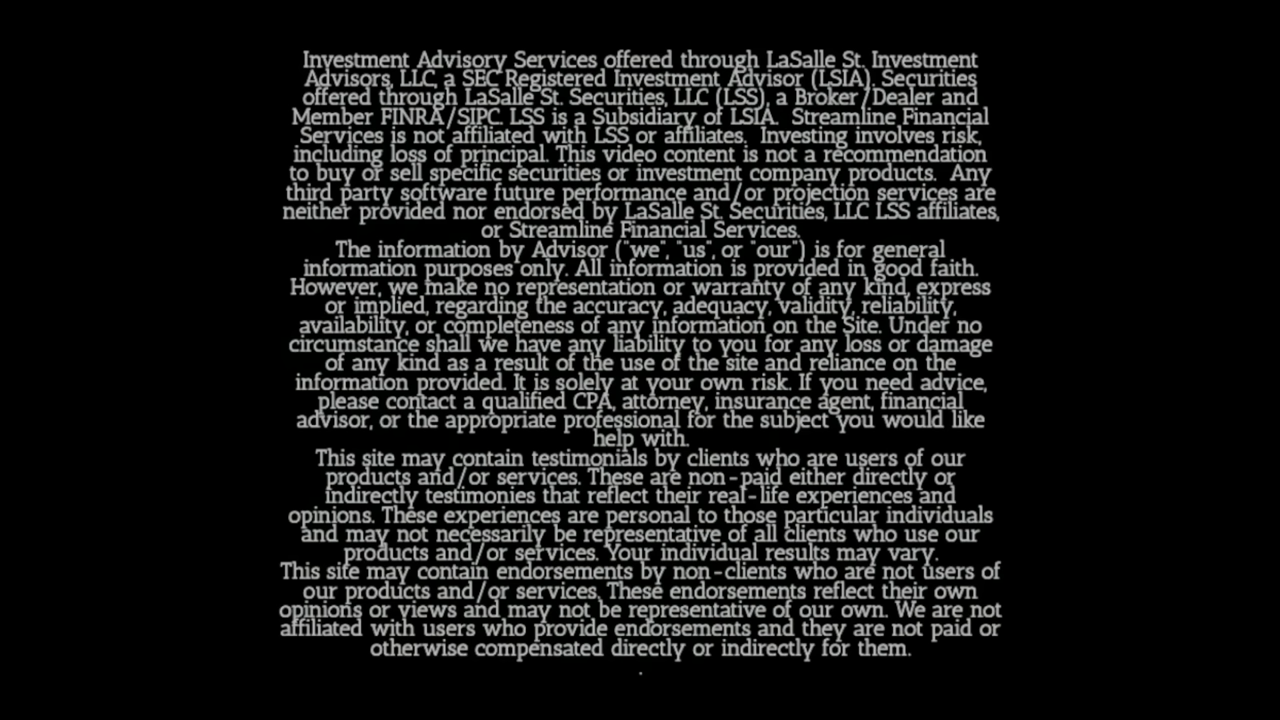 Investment Advisory Services offered through LaSalle St. Investment
Advisors, LLC, a SEC Registered Investment Advisor (LSIA). Securities
offered through LaSalle St. Securities, LLC (LSS), a Broker/Dealer and
Member FINRA/SIPC. LSS is a Subsidiary of LSIA. Streamline Financial
Services is not affiliated with LSS or affiliates. Investing involves risk,
including loss of principal. This video content is not a recommendation
to buy or sell specific securities or investment company products. Any
third party software future performance and/or projection services are
neither provided nor endorsed by LaSalle St. Securities, LLC LSS affiliates,
or Streamline Financial Services.
The information by Advisor ("we", "us", or "our") is for general
information purposes only. All information is provided in good faith.
However, we make no representation or warranty of any kind, express
or implied, regarding the accuracy, adequacy, validity, reliability,
availability, or completeness of any information on the Site. Under no
circumstance shall we have any liability to you for any loss or damage
of any kind as a result of the use of the site and reliance on the
information provided. It is solely at your own risk. If you need advice,
please contact a qualified CPA, attorney, insurance agent, financial
advisor, or the appropriate professional for the subject you would like
help with.
This site may contain testimonials by clients who are users of our
products and/or services. These are non-paid either directly or
indirectly testimonies that reflect their real-life experiences and
opinions. These experiences are personal to those particular individuals
and may not necessarily be representative of all clients who use our
products and/or services. Your individual results may vary.
This site may contain endorsements by non-clients who are not users of
our products and/or services. These endorsements reflect their own
opinions or views and may not be representative of our own. We are not
affiliated with users who provide endorsements and they are not paid or
otherwise compensated directly or indirectly for them.
.